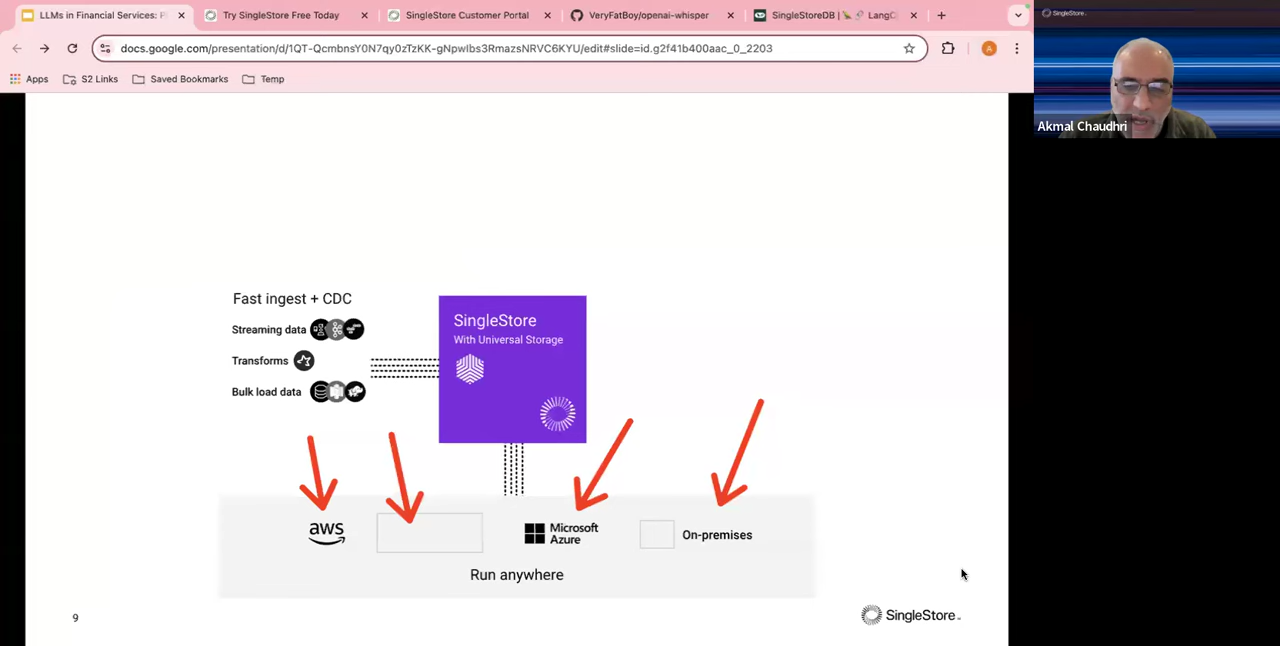 LLMs in Financial Services: P
Try SingleStore Free Today
SingleStore Customer Portal
VeryFatBoy/openai-whisper
SingleStoreDB |
docs.google.com/presentation/d/1QT-QcmbnsY0N7qy0zTzKK-gNpwlbs3RmazsNRVC6KYU/edit#slide=id.g2f41b400aac_0_2203
A
Apps
S2 Links
Saved Bookmarks
Temp
SingleStore
Akmal Chaudhri
Fast ingest + CDC
Streaming data
Transforms
Bulk load data
SingleStore
With Universal Storage
aws
Microsoft
Azure
On-premises
Run anywhere
9
SingleStore